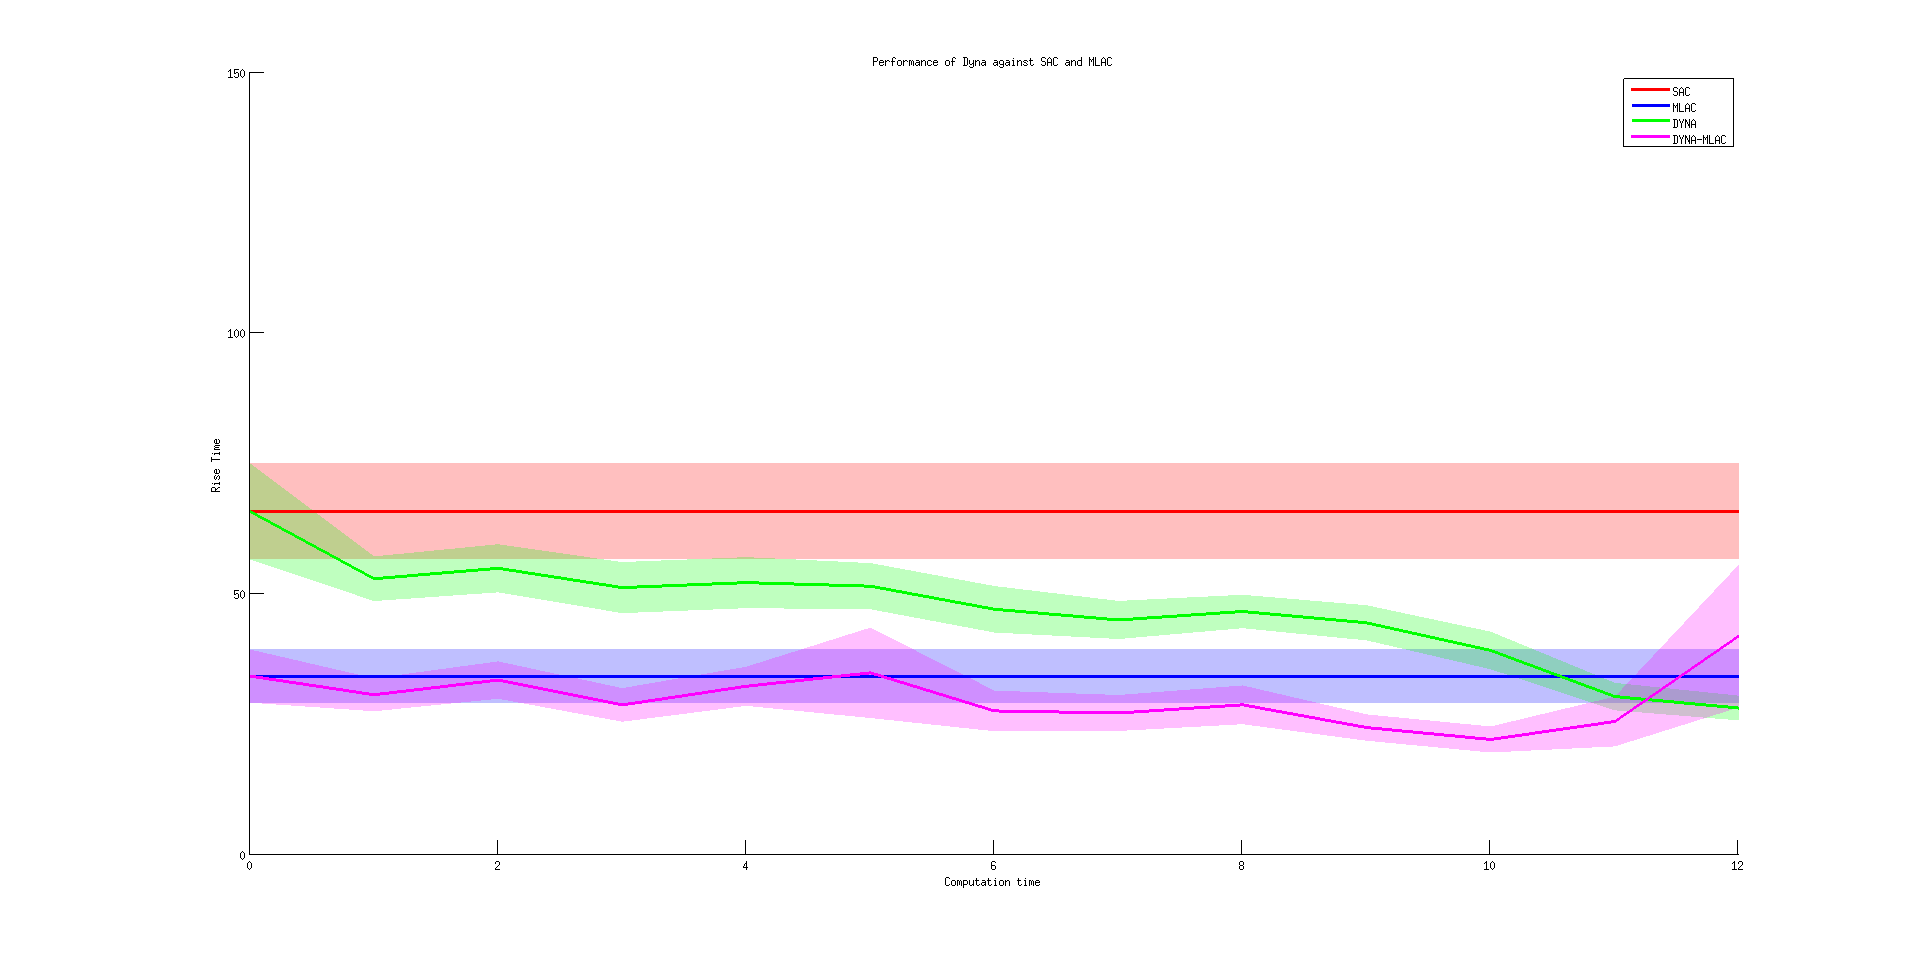 Performance of Dyna against SAC and MLAC
150
SAC
MLAC
DYNA
DYNA-MLAC
100
Rise Time
50
0
0 2 4 6 8 10 12
Computation time